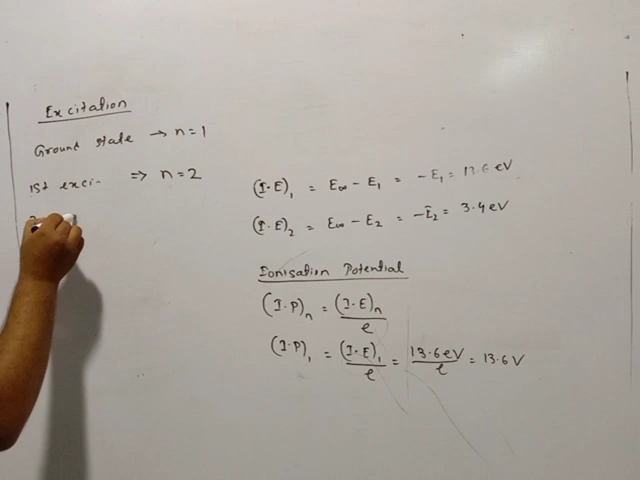 Excitation
Ground state → n=1
1st exci- ⇒ n=2
(I.E)₁ = E∞ - E₁ = -E₁ = 13.6 eV
(I.E)₂ = E∞ - E₂ = -E₂ = 3.4 eV
Ionisation Potential
(I.P)ₙ = (I.E)ₙ/e
(I.P)₁ = (I.E)₁/e = 13.6 eV/e = 13.6 V